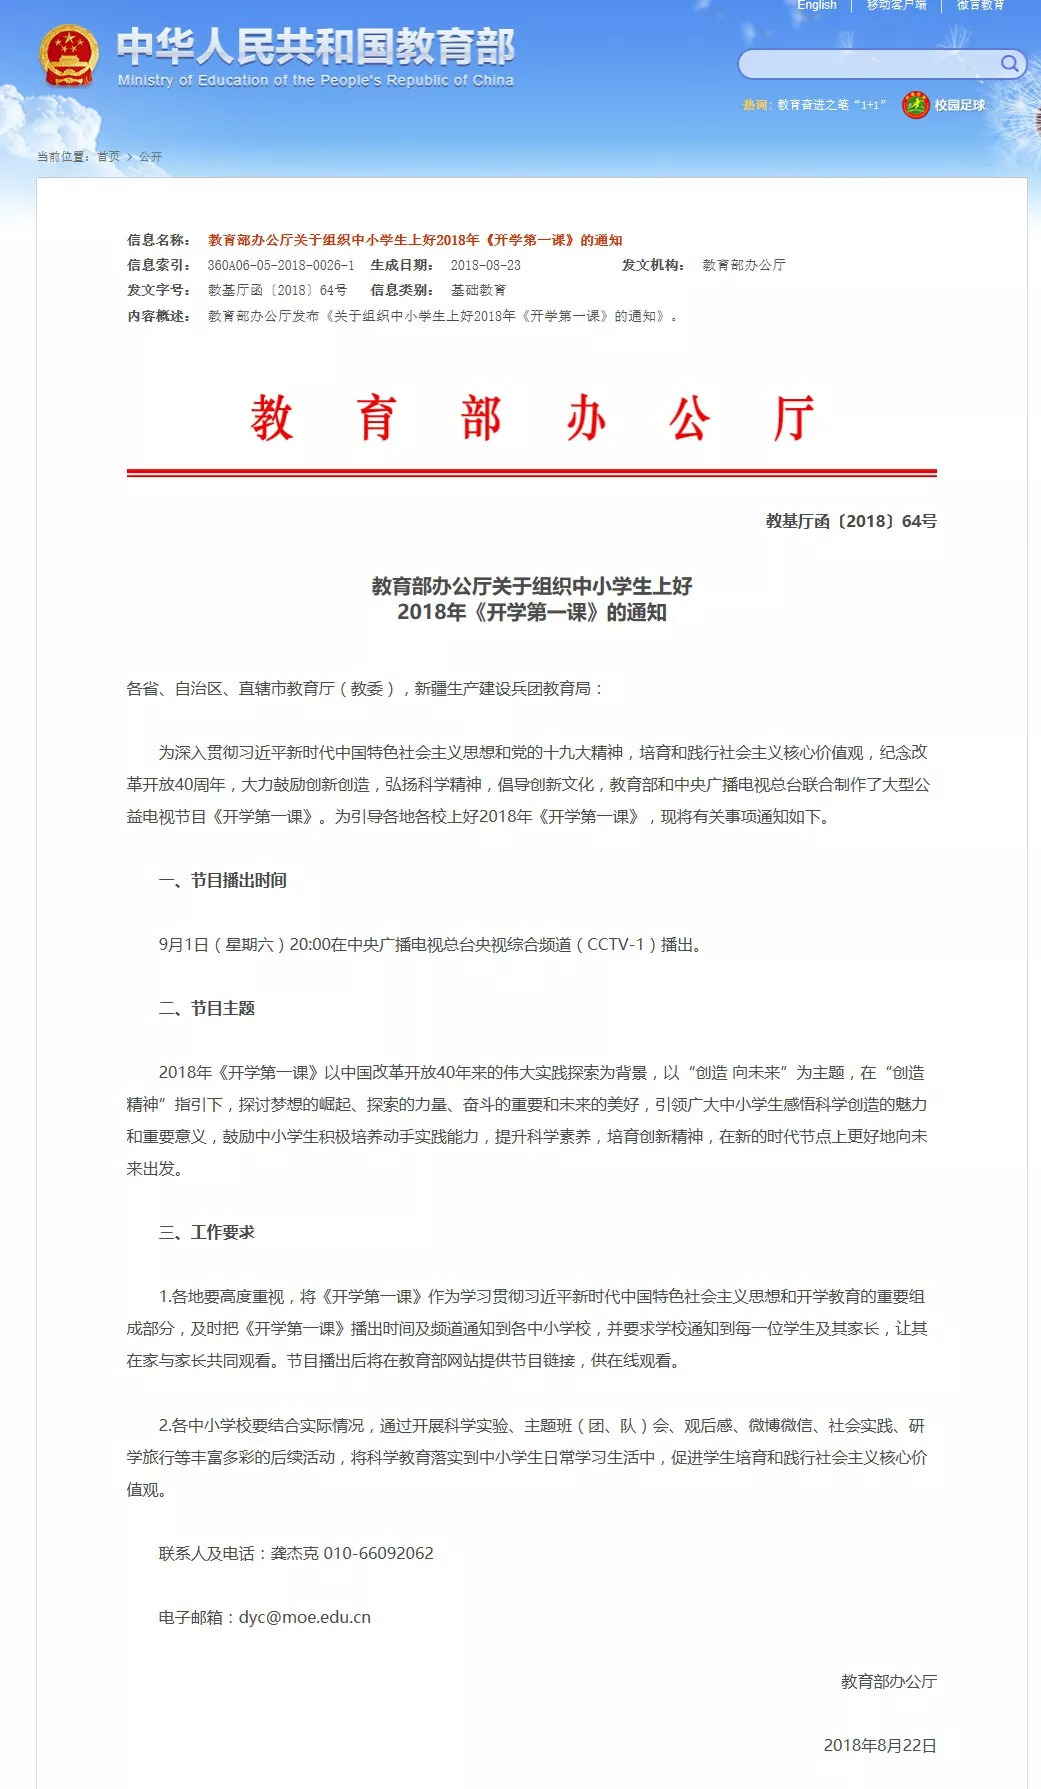 English 移动客户端 微言教育
中华人民共和国教育部
Ministry of Education of the People's Republic of China
热词： 教育奋进之笔 “1+1” 校园足球
当前位置：首页 > 公开
信息名称： 教育部办公厅关于组织中小学生上好2018年《开学第一课》的通知
信息索引： 360A06-05-2018-0026-1 生成日期： 2018-08-23 发文机构： 教育部办公厅
发文字号： 教基厅函〔2018〕64号 信息类别： 基础教育
内容概述： 教育部办公厅发布《关于组织中小学生上好2018年《开学第一课》的通知》。
教育部办公厅
教基厅函〔2018〕64号
教育部办公厅关于组织中小学生上好
2018年《开学第一课》的通知
各省、自治区、直辖市教育厅（教委），新疆生产建设兵团教育局：
为深入贯彻习近平新时代中国特色社会主义思想和党的十九大精神，培育和践行社会主义核心价值观，纪念改
革开放40周年，大力鼓励创新创造，弘扬科学精神，倡导创新文化，教育部和中央广播电视总台联合制作了大型公
益电视节目《开学第一课》。为引导各地各校上好2018年《开学第一课》，现将有关事项通知如下。
一、节目播出时间
9月1日（星期六）20:00在中央广播电视总台央视综合频道（CCTV-1）播出。
二、节目主题
2018年《开学第一课》以中国改革开放40年来的伟大实践探索为背景，以“创造 向未来”为主题，在“创造
精神”指引下，探讨梦想的崛起、探索的力量、奋斗的重要和未来的美好，引领广大中小学生感悟科学创造的魅力
和重要意义，鼓励中小学生积极培养动手实践能力，提升科学素养，培育创新精神，在新的时代节点上更好地向未
来出发。
三、工作要求
1.各地要高度重视，将《开学第一课》作为学习贯彻习近平新时代中国特色社会主义思想和开学教育的重要组
成部分，及时把《开学第一课》播出时间及频道通知到各中小学校，并要求学校通知到每一位学生及其家长，让其
在家与家长共同观看。节目播出后将在教育部网站提供节目链接，供在线观看。
2.各中小学校要结合实际情况，通过开展科学实验、主题班（团、队）会、观后感、微博微信、社会实践、研
学旅行等丰富多彩的后续活动，将科学教育落实到中小学生日常学习生活中，促进学生培育和践行社会主义核心价
值观。
联系人及电话：龚杰克 010-66092062
电子邮箱：dyc@moe.edu.cn
教育部办公厅
2018年8月22日